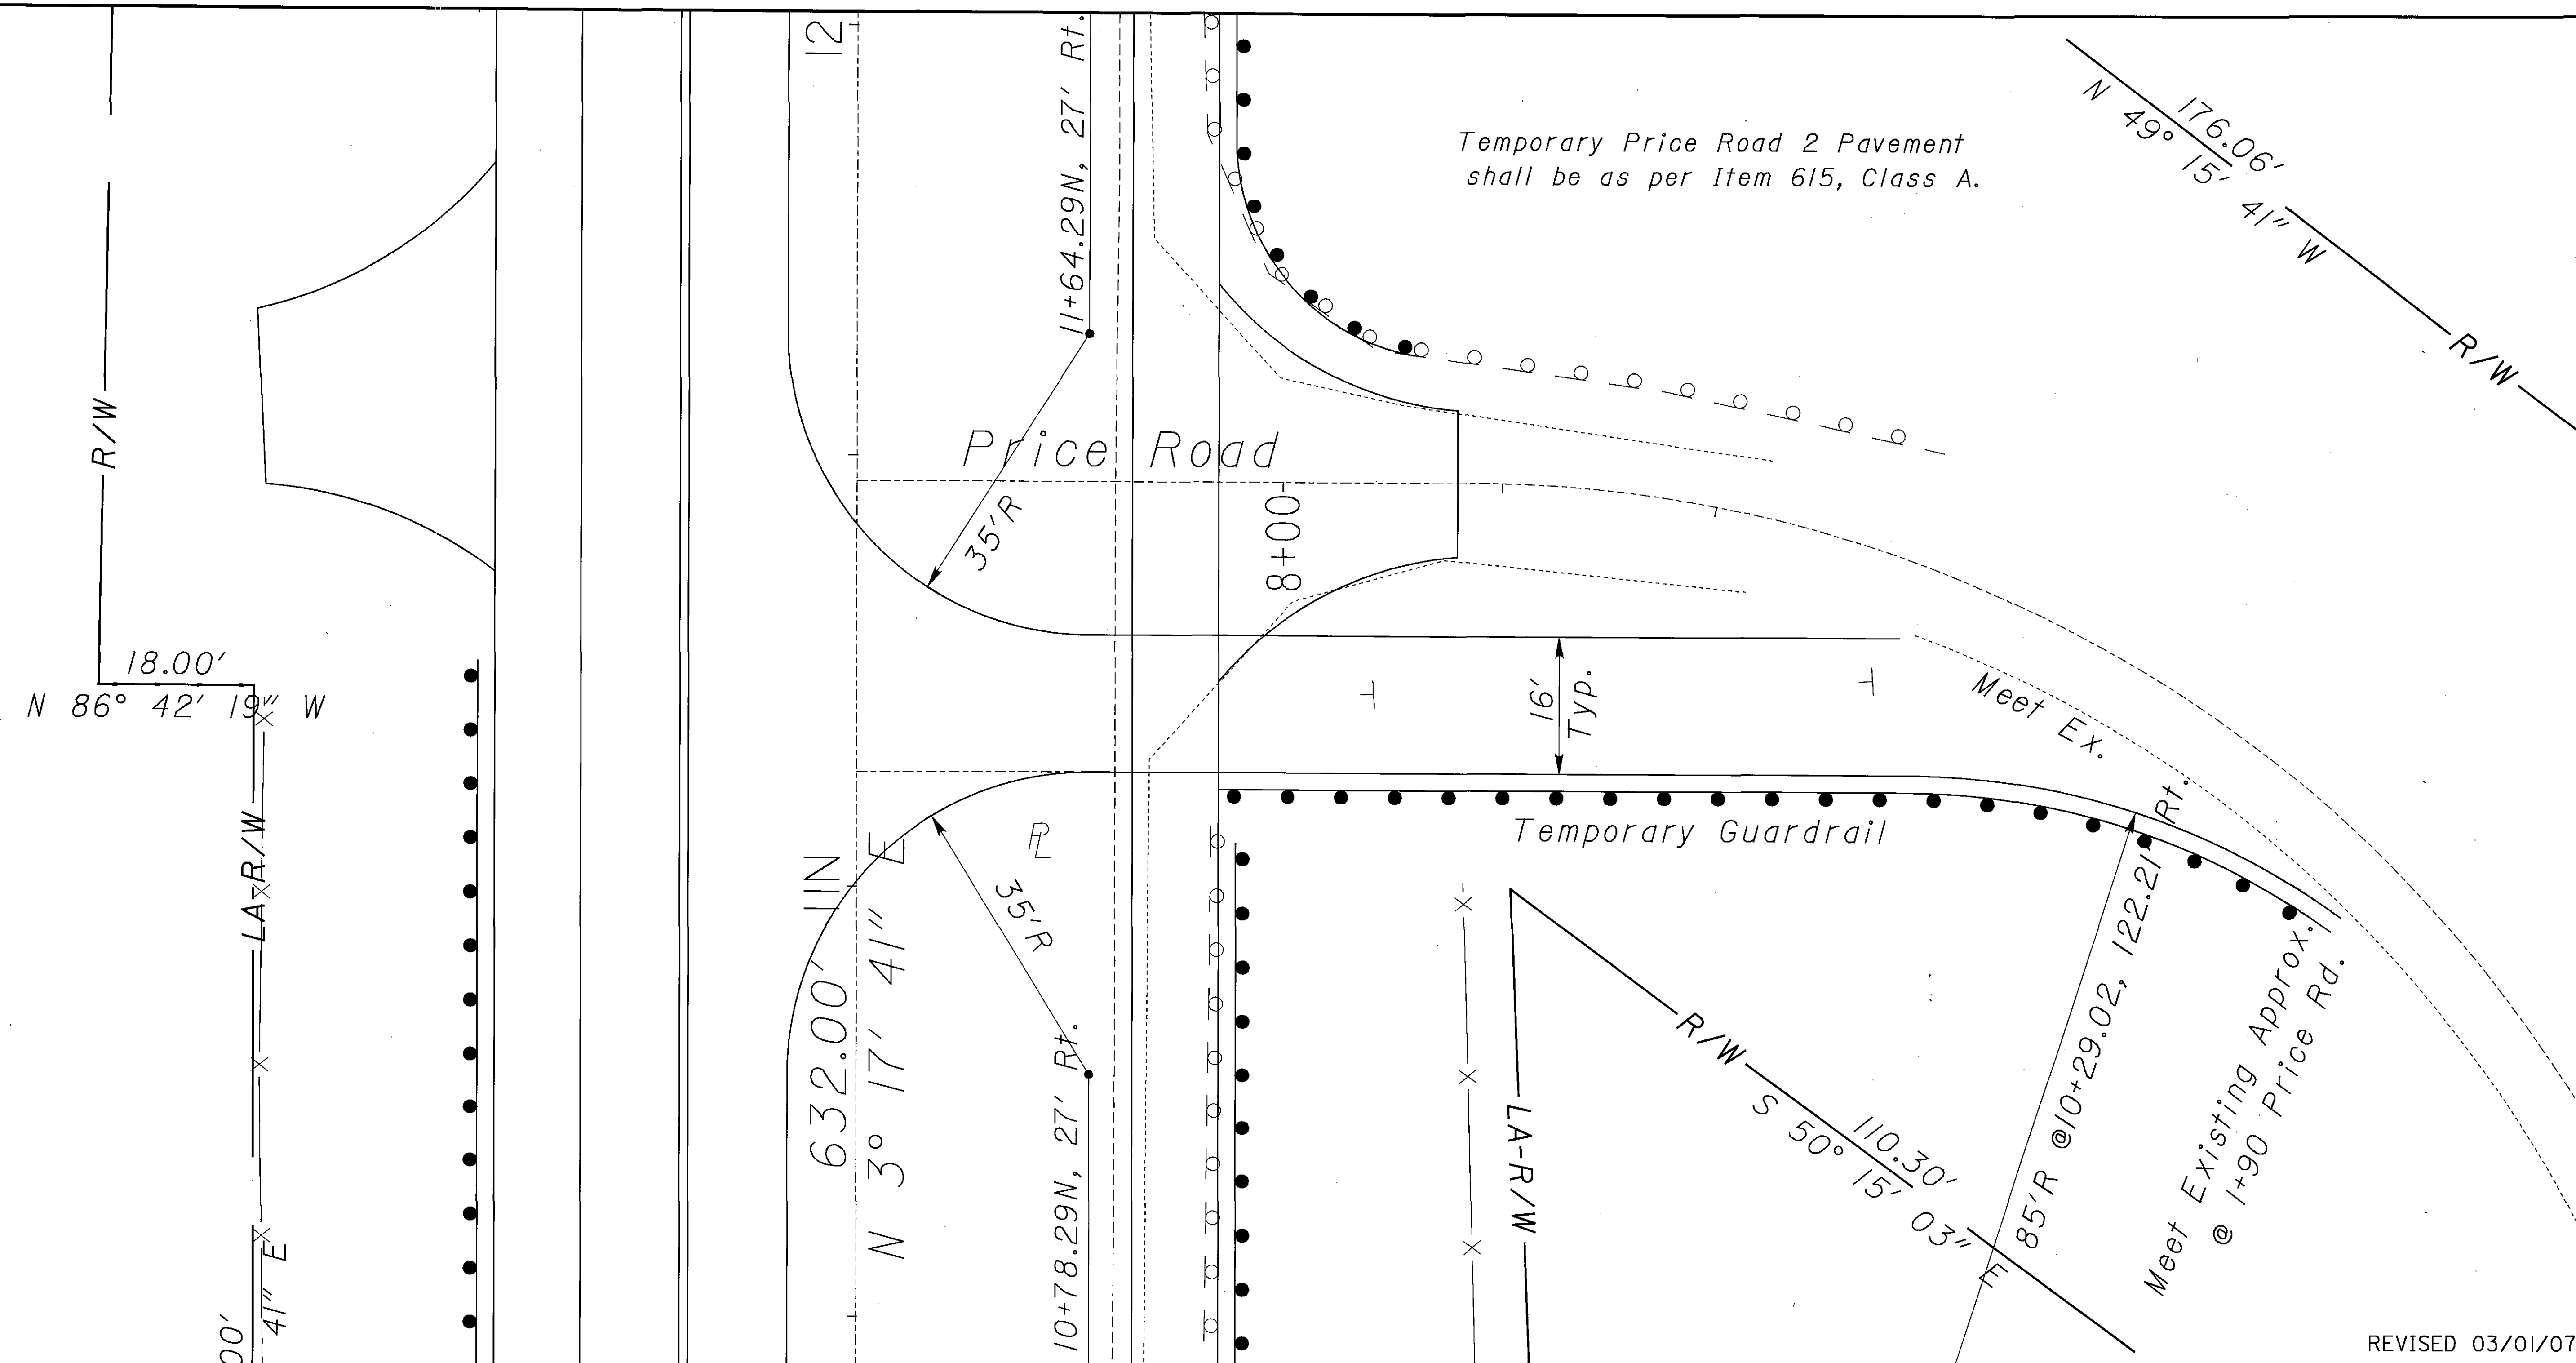 12
11+64.29N, 27' Rt.
Temporary Price Road 2 Pavement
shall be as per Item 615, Class A.
176.06'
N 49° 15' 41" W
R/W
R/W
Price Road
35'R
8+00
18.00'
N 86° 42' 19" W
16'
Typ.
Meet Ex.
Temporary Guardrail
LA-R/W
11N
PL
35'R
632.00'
N 3° 17' 41" E
10+78.29N, 27' Rt.
R/W
110.30'
S 50° 15' 03" E
LA-R/W
85'R @10+29.02, 122.21' Rt.
Meet Existing Approx.
@ 1+90 Price Rd.
00'
41" E
REVISED 03/01/07